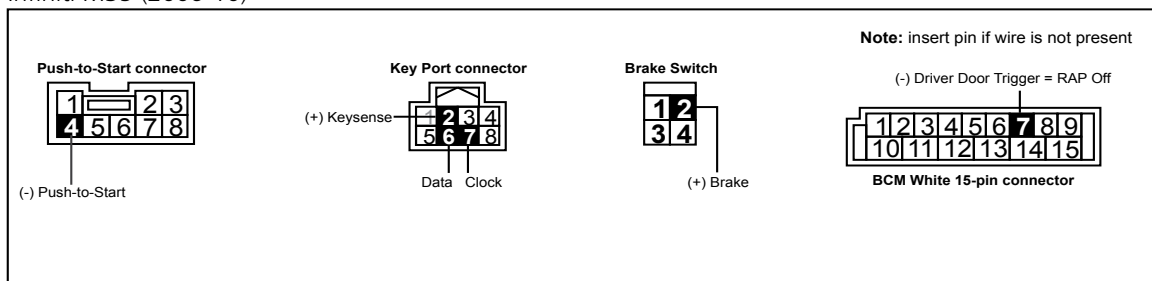 Note: insert pin if wire is not present
Push-to-Start connector
1 2 3
4 5 6 7 8
(-) Push-to-Start
Key Port connector
(+) Keysense
1 2 3 4
5 6 7 8
Data Clock
Brake Switch
1 2
3 4
(+) Brake
(-) Driver Door Trigger = RAP Off
1 2 3 4 5 6 7 8 9
10 11 12 13 14 15
BCM White 15-pin connector